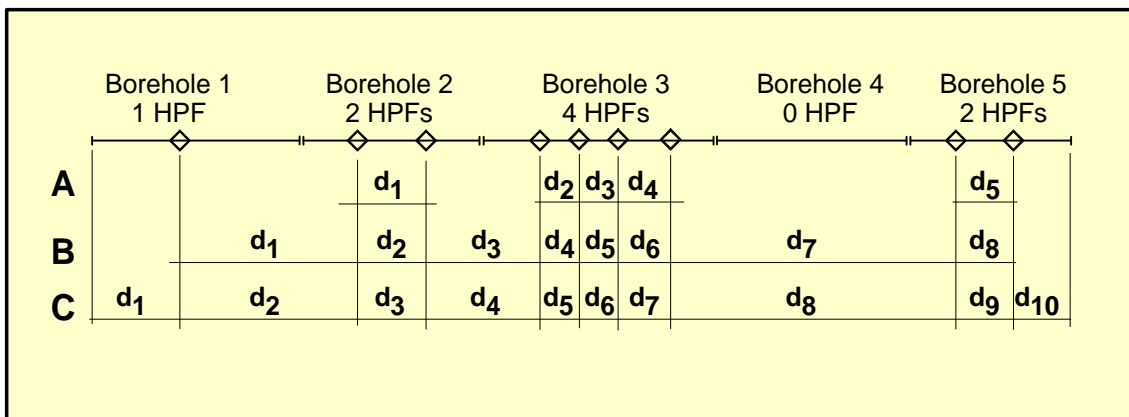 Borehole 1 Borehole 2 Borehole 3 Borehole 4 Borehole 5
1 HPF 2 HPFs 4 HPFs 0 HPF 2 HPFs
A d1 d2 d3 d4 d5
B d1 d2 d3 d4 d5 d6 d7 d8
C d1 d2 d3 d4 d5 d6 d7 d8 d9 d10